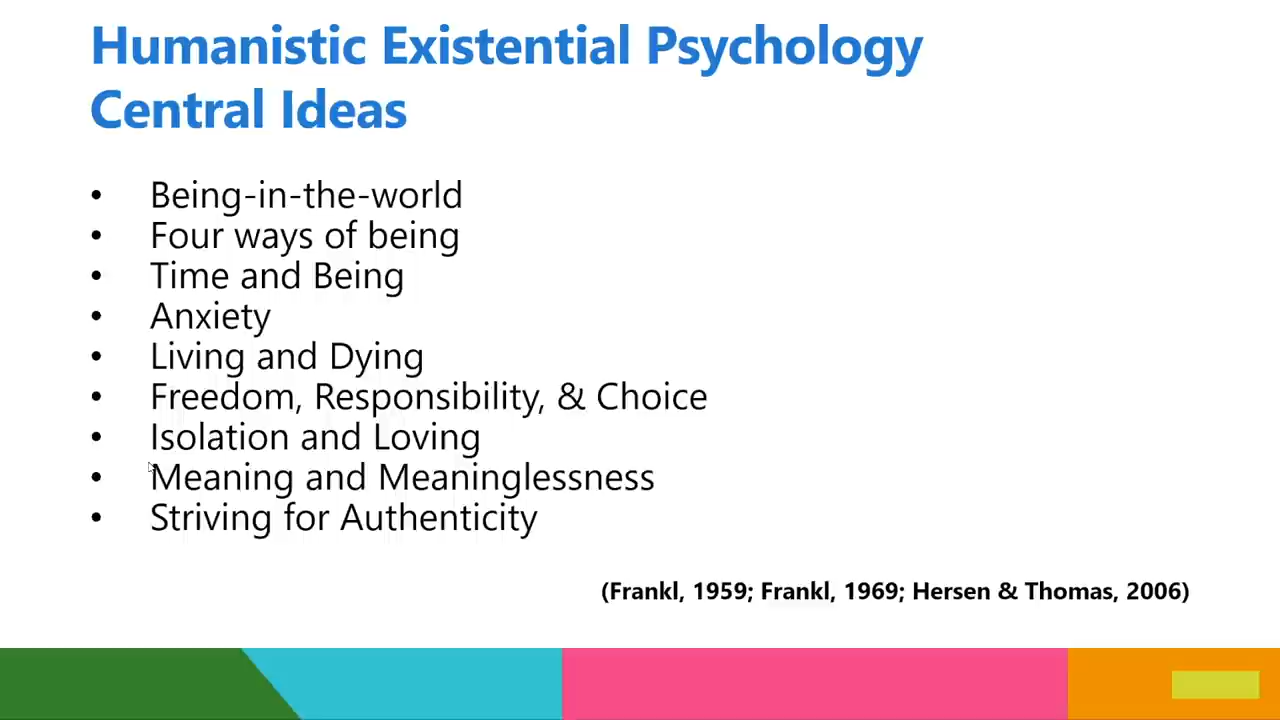 Humanistic Existential Psychology
Central Ideas
• Being-in-the-world
• Four ways of being
• Time and Being
• Anxiety
• Living and Dying
• Freedom, Responsibility, & Choice
• Isolation and Loving
• Meaning and Meaninglessness
• Striving for Authenticity
(Frankl, 1959; Frankl, 1969; Hersen & Thomas, 2006)